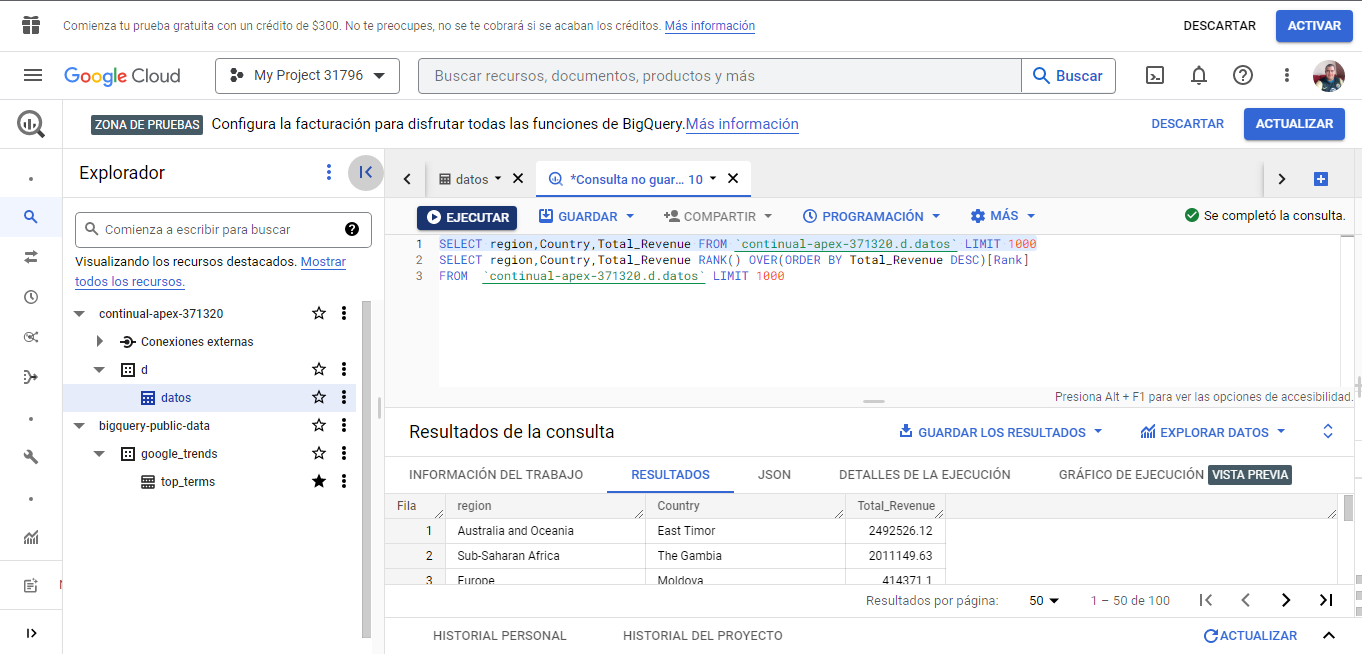 Comienza tu prueba gratuita con un crédito de $300. No te preocupes, no se te cobrará si se acaban los créditos. Más información
DESCARTAR
ACTIVAR
Google Cloud
My Project 31796
Buscar recursos, documentos, productos y más
Buscar
ZONA DE PRUEBAS Configura la facturación para disfrutar todas las funciones de BigQuery.Más información
DESCARTAR
ACTUALIZAR
Explorador
Comienza a escribir para buscar
Visualizando los recursos destacados. Mostrar
todos los recursos.
continual-apex-371320
Conexiones externas
d
datos
bigquery-public-data
google_trends
top_terms
datos
*Consulta no guar... 10
EJECUTAR
GUARDAR
COMPARTIR
PROGRAMACIÓN
MÁS
Se completó la consulta.
1 SELECT region,Country,Total_Revenue FROM `continual-apex-371320.d.datos` LIMIT 1000
2 SELECT region,Country,Total_Revenue RANK() OVER(ORDER BY Total_Revenue DESC)[Rank]
3 FROM `continual-apex-371320.d.datos` LIMIT 1000
Presiona Alt + F1 para ver las opciones de accesibilidad.
Resultados de la consulta
GUARDAR LOS RESULTADOS
EXPLORAR DATOS
INFORMACIÓN DEL TRABAJO
RESULTADOS
JSON
DETALLES DE LA EJECUCIÓN
GRÁFICO DE EJECUCIÓN VISTA PREVIA
Fila region Country Total_Revenue
1 Australia and Oceania East Timor 2492526.12
2 Sub-Saharan Africa The Gambia 2011149.63
3 Europe Moldova 414371.1
Resultados por página: 50 1 – 50 de 100
HISTORIAL PERSONAL
HISTORIAL DEL PROYECTO
ACTUALIZAR